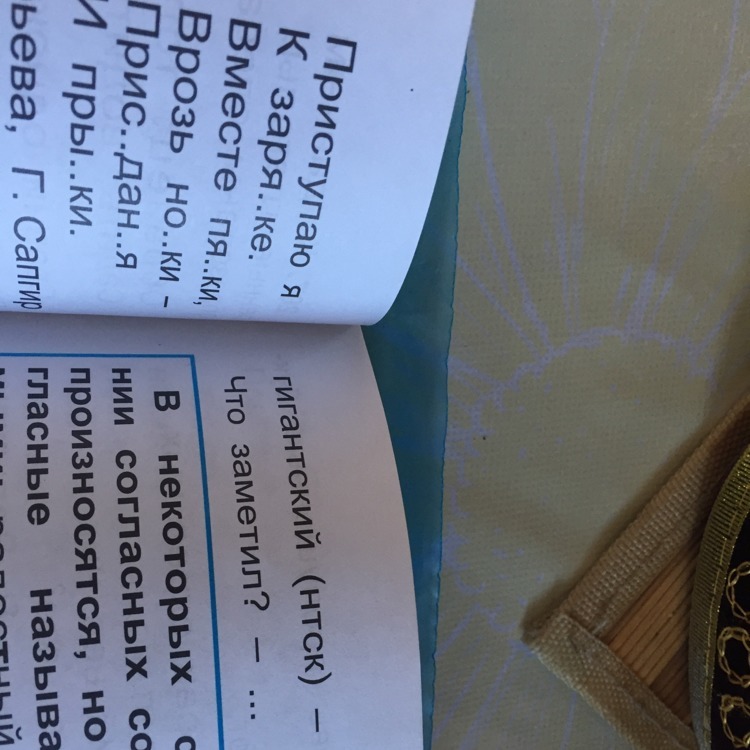 Приступаю я
К заря..ке.
Вместе пя..ки,
Врозь но..ки –
Прис..дан..я
И пры..ки.
ьева, Г. Сапгир
гигантский (нтск) –
Что заметил? – ...
В некоторых с
нии согласных со
произносятся, но
гласные называ